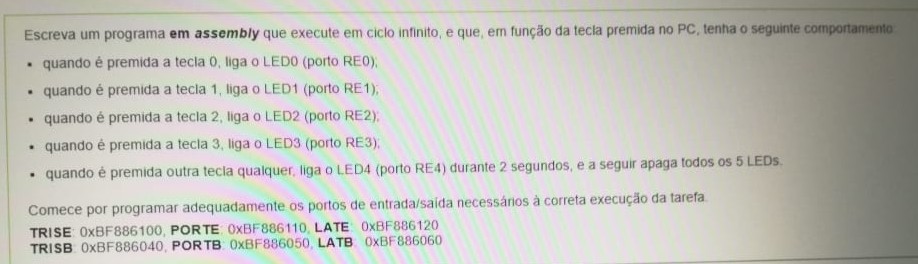 Escreva um programa em assembly que execute em ciclo infinito, e que, em função da tecla premida no PC, tenha o seguinte comportamento
• quando é premida a tecla 0, liga o LED0 (porto RE0);
• quando é premida a tecla 1, liga o LED1 (porto RE1);
• quando é premida a tecla 2, liga o LED2 (porto RE2);
• quando é premida a tecla 3, liga o LED3 (porto RE3);
• quando é premida outra tecla qualquer, liga o LED4 (porto RE4) durante 2 segundos, e a seguir apaga todos os 5 LEDs.
Comece por programar adequadamente os portos de entrada/saída necessários à correta execução da tarefa.
TRISE: 0xBF886100, PORTE: 0xBF886110, LATE: 0xBF886120
TRISB: 0xBF886040, PORTB: 0xBF886050, LATB: 0xBF886060